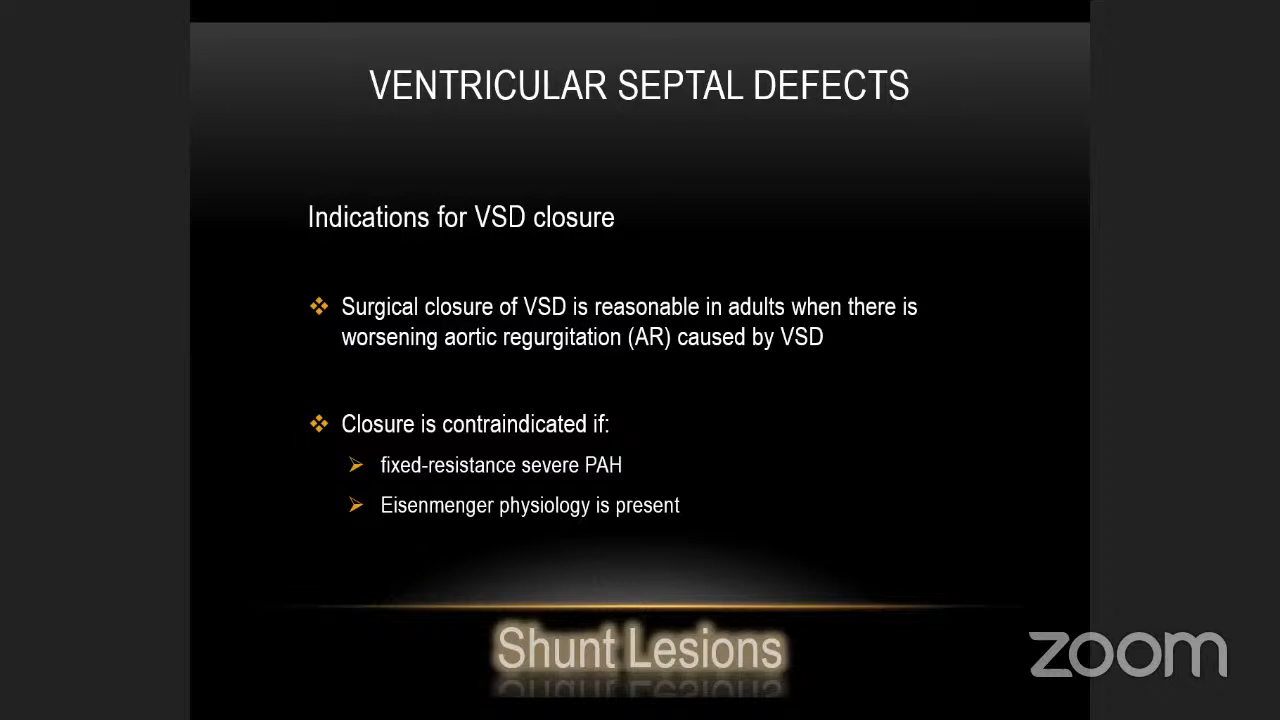 VENTRICULAR SEPTAL DEFECTS
Indications for VSD closure
Surgical closure of VSD is reasonable in adults when there is
worsening aortic regurgitation (AR) caused by VSD
Closure is contraindicated if:
fixed-resistance severe PAH
Eisenmenger physiology is present
Shunt Lesions
zoom